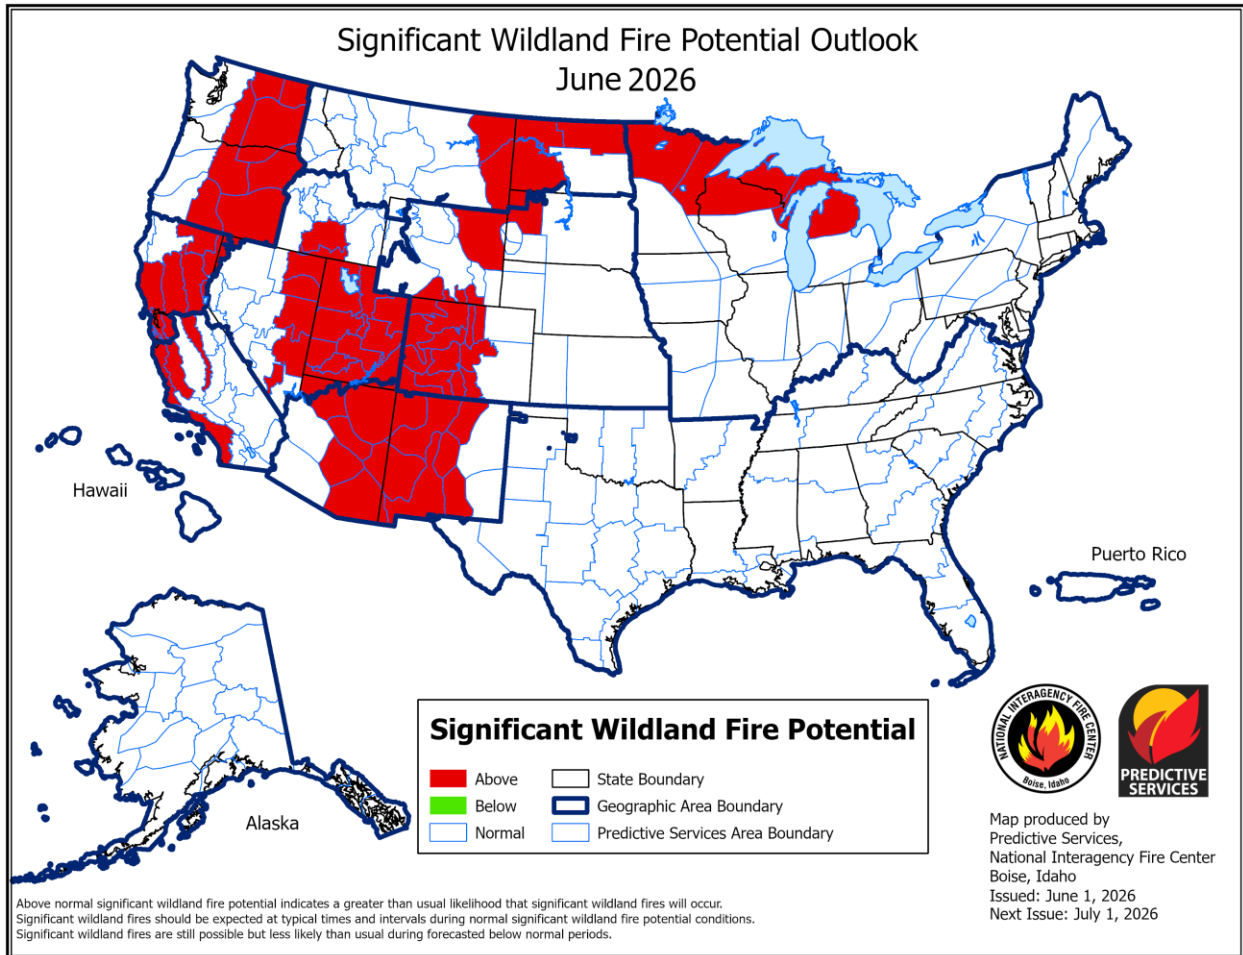 Significant Wildland Fire Potential Outlook
June 2026
Hawaii
Puerto Rico
Alaska
Significant Wildland Fire Potential
Above
State Boundary
Below
Geographic Area Boundary
Normal
Predictive Services Area Boundary
NATIONAL INTERAGENCY FIRE CENTER
Boise, Idaho
PREDICTIVE
SERVICES
Map produced by
Predictive Services,
National Interagency Fire Center
Boise, Idaho
Issued: June 1, 2026
Next Issue: July 1, 2026
Above normal significant wildland fire potential indicates a greater than usual likelihood that significant wildland fires will occur.
Significant wildland fires should be expected at typical times and intervals during normal significant wildland fire potential conditions.
Significant wildland fires are still possible but less likely than usual during forecasted below normal periods.